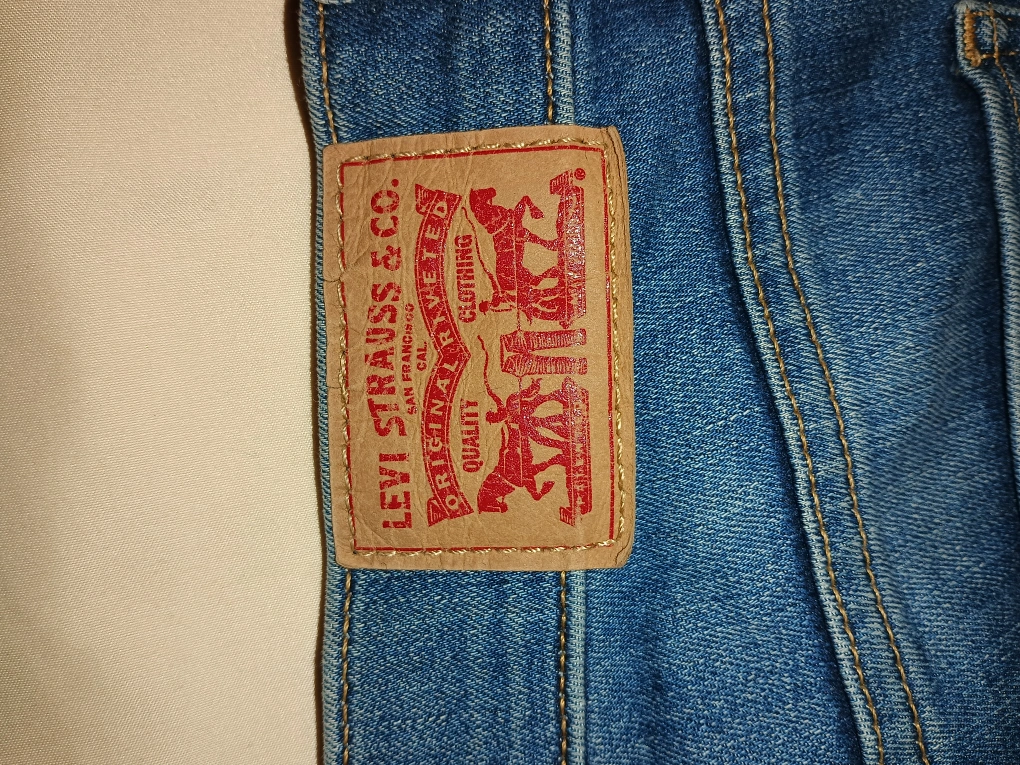 LEVI STRAUSS & CO.
SAN FRANCISCO
CAL
ORIGINAL RIVETED
QUALITY CLOTHING
®